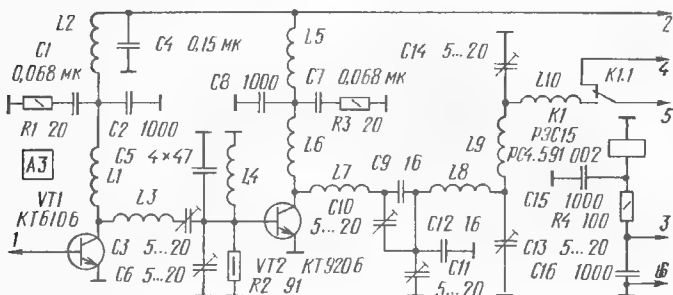 L2
C1
0,068 мк
C4 0,15 мк
L5
C14 5...20
2
4
C8 1000
C7 0,068 мк
L10
K1.1
R1 20
C2 1000
R3 20
K1
5
РЭС15
РС4.591 002
А3
C5 4×47
L6
L9
L1
L4
L7
C9 16
L8
VT1
КТ610б
L3
C10
5...20
C15 1000
R4 100
1
C3 5...20
C12 16
C13 5...20
3
C6 5...20
VT2 КТ920б
C11
5...20
C16 1000
R2 91